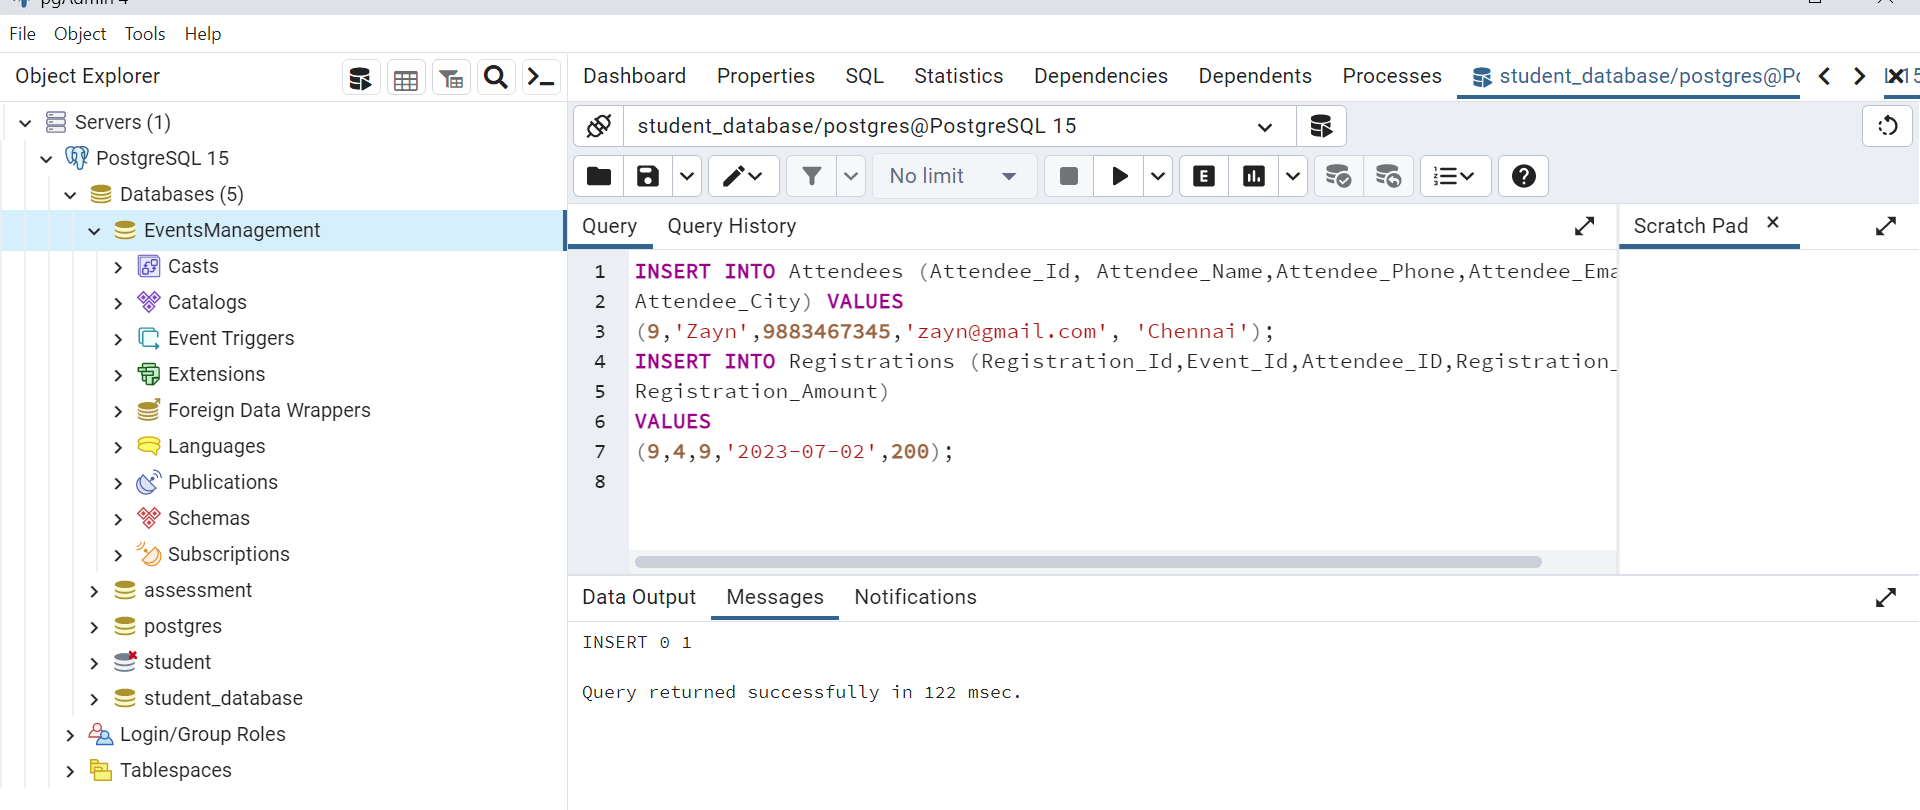 pgAdmin 4
File Object Tools Help
Object Explorer
Dashboard Properties SQL Statistics Dependencies Dependents Processes student_database/postgres@Po
Servers (1)
PostgreSQL 15
Databases (5)
EventsManagement
Casts
Catalogs
Event Triggers
Extensions
Foreign Data Wrappers
Languages
Publications
Schemas
Subscriptions
assessment
postgres
student
student_database
Login/Group Roles
Tablespaces
student_database/postgres@PostgreSQL 15
No limit
E
Query Query History
Scratch Pad
1 INSERT INTO Attendees (Attendee_Id, Attendee_Name,Attendee_Phone,Attendee_Ema
2 Attendee_City) VALUES
3 (9,'Zayn',9883467345,'zayn@gmail.com', 'Chennai');
4 INSERT INTO Registrations (Registration_Id,Event_Id,Attendee_ID,Registration_
5 Registration_Amount)
6 VALUES
7 (9,4,9,'2023-07-02',200);
8
Data Output Messages Notifications
INSERT 0 1
Query returned successfully in 122 msec.